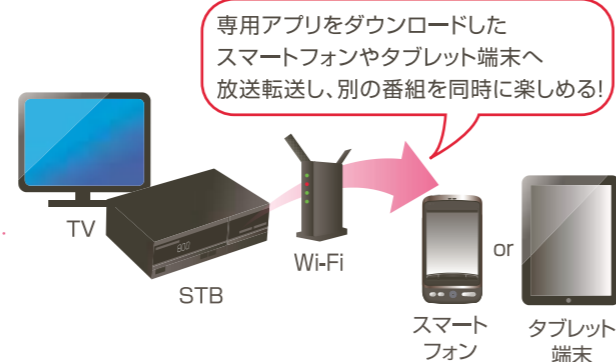 専用アプリをダウンロードした
スマートフォンやタブレット端末へ
放送転送し、別の番組を同時に楽しめる!
TV
STB
Wi-Fi
or
スマート
フォン
タブレット
端末